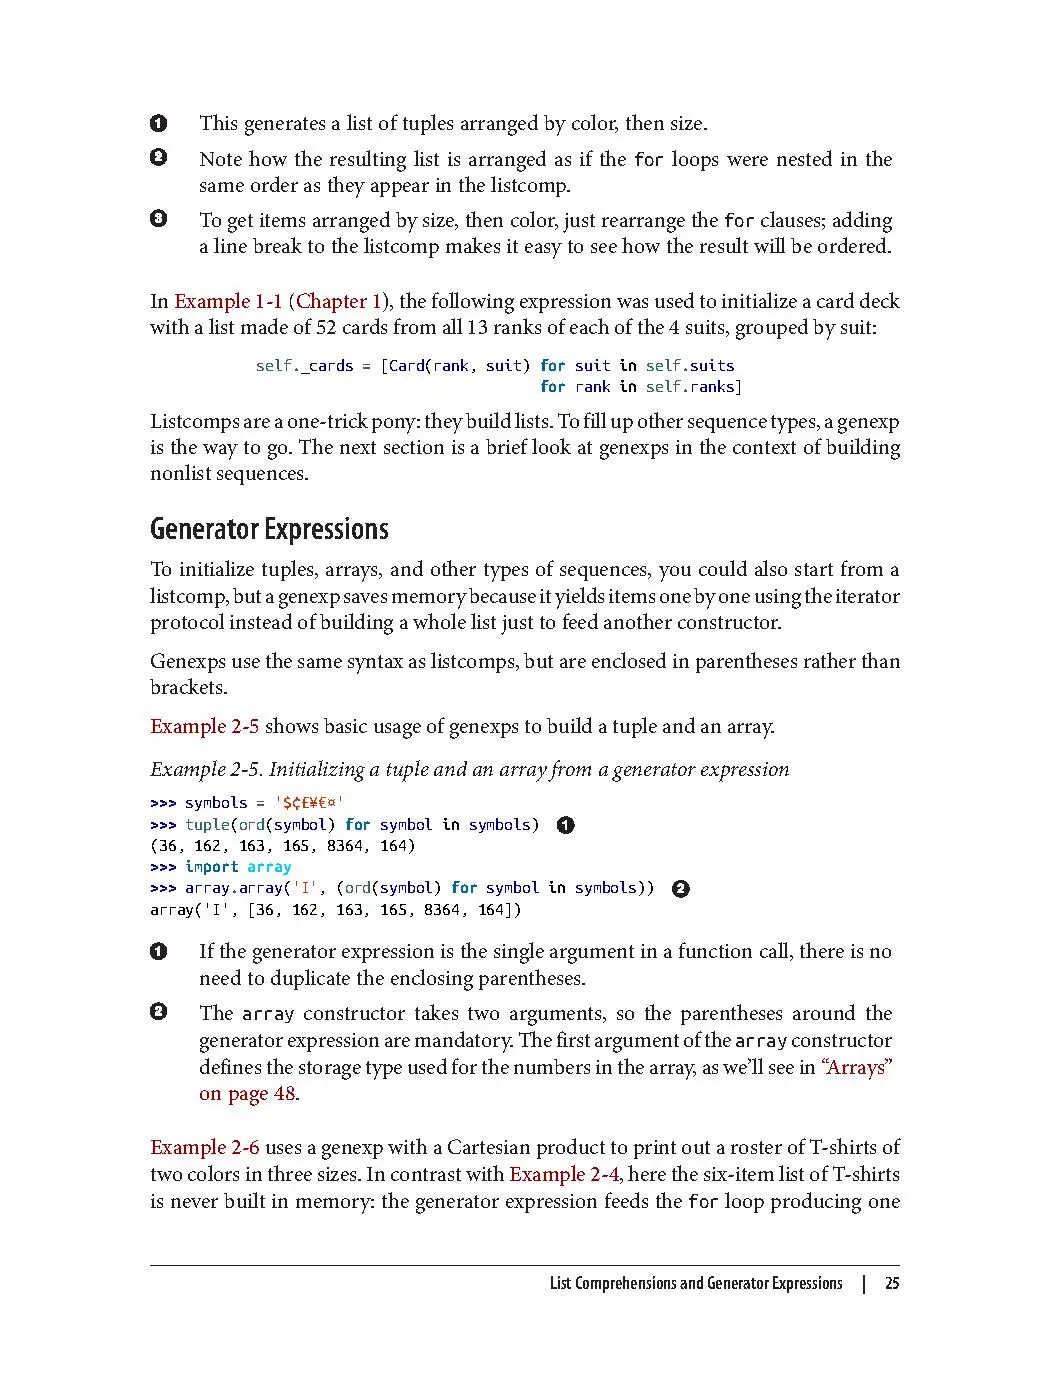 ❶ This generates a list of tuples arranged by color, then size.
❷ Note how the resulting list is arranged as if the for loops were nested in the
same order as they appear in the listcomp.
❸ To get items arranged by size, then color, just rearrange the for clauses; adding
a line break to the listcomp makes it easy to see how the result will be ordered.
In Example 1-1 (Chapter 1), the following expression was used to initialize a card deck
with a list made of 52 cards from all 13 ranks of each of the 4 suits, grouped by suit:
self._cards = [Card(rank, suit) for suit in self.suits
for rank in self.ranks]
Listcomps are a one-trick pony: they build lists. To fill up other sequence types, a genexp
is the way to go. The next section is a brief look at genexps in the context of building
nonlist sequences.
Generator Expressions
To initialize tuples, arrays, and other types of sequences, you could also start from a
listcomp, but a genexp saves memory because it yields items one by one using the iterator
protocol instead of building a whole list just to feed another constructor.
Genexps use the same syntax as listcomps, but are enclosed in parentheses rather than
brackets.
Example 2-5 shows basic usage of genexps to build a tuple and an array.
Example 2-5. Initializing a tuple and an array from a generator expression
>>> symbols = '$¢£¥€¤'
>>> tuple(ord(symbol) for symbol in symbols) ❶
(36, 162, 163, 165, 8364, 164)
>>> import array
>>> array.array('I', (ord(symbol) for symbol in symbols)) ❷
array('I', [36, 162, 163, 165, 8364, 164])
❶ If the generator expression is the single argument in a function call, there is no
need to duplicate the enclosing parentheses.
❷ The array constructor takes two arguments, so the parentheses around the
generator expression are mandatory. The first argument of the array constructor
defines the storage type used for the numbers in the array, as we'll see in “Arrays”
on page 48.
Example 2-6 uses a genexp with a Cartesian product to print out a roster of T-shirts of
two colors in three sizes. In contrast with Example 2-4, here the six-item list of T-shirts
is never built in memory: the generator expression feeds the for loop producing one
List Comprehensions and Generator Expressions | 25